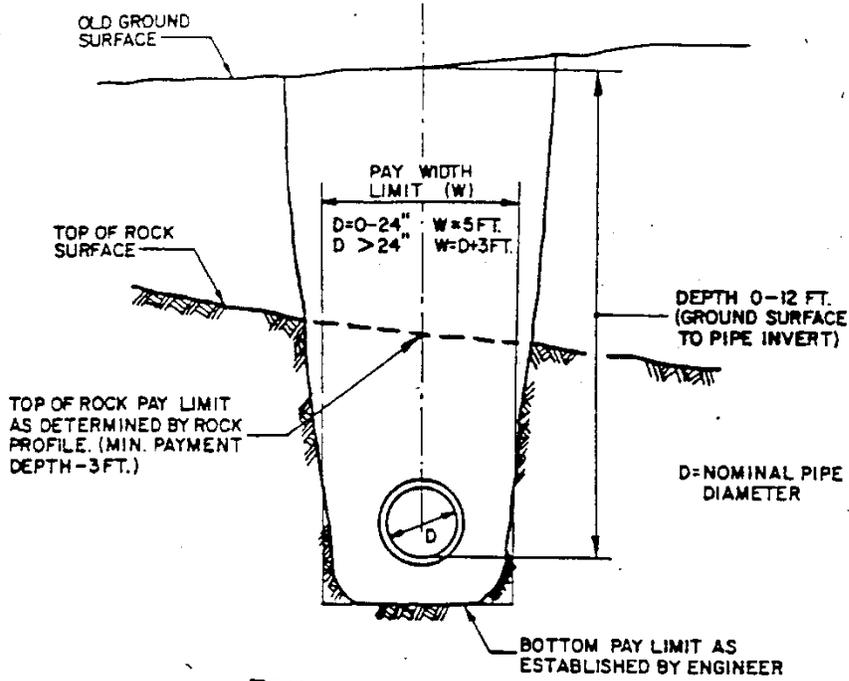 OLD GROUND
SURFACE
PAY WIDTH
LIMIT (W)
D=0-24" W=5FT.
D >24" W=D+3FT.
TOP OF ROCK
SURFACE
DEPTH 0-12 FT.
(GROUND SURFACE
TO PIPE INVERT)
TOP OF ROCK PAY LIMIT
AS DETERMINED BY ROCK
PROFILE. (MIN. PAYMENT
DEPTH-3FT.)
D=NOMINAL PIPE
DIAMETER
D
BOTTOM PAY LIMIT AS
ESTABLISHED BY ENGINEER